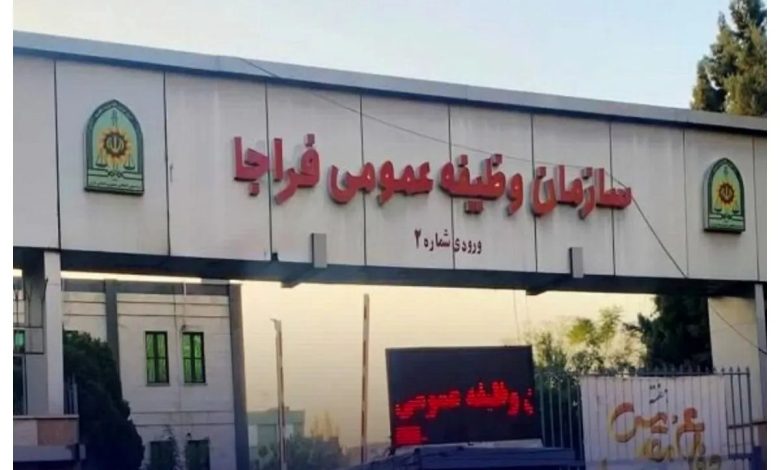 سازمان وظیفه عمومی فراجا
ورودی شماره ۲
ن وظیفه عمومی